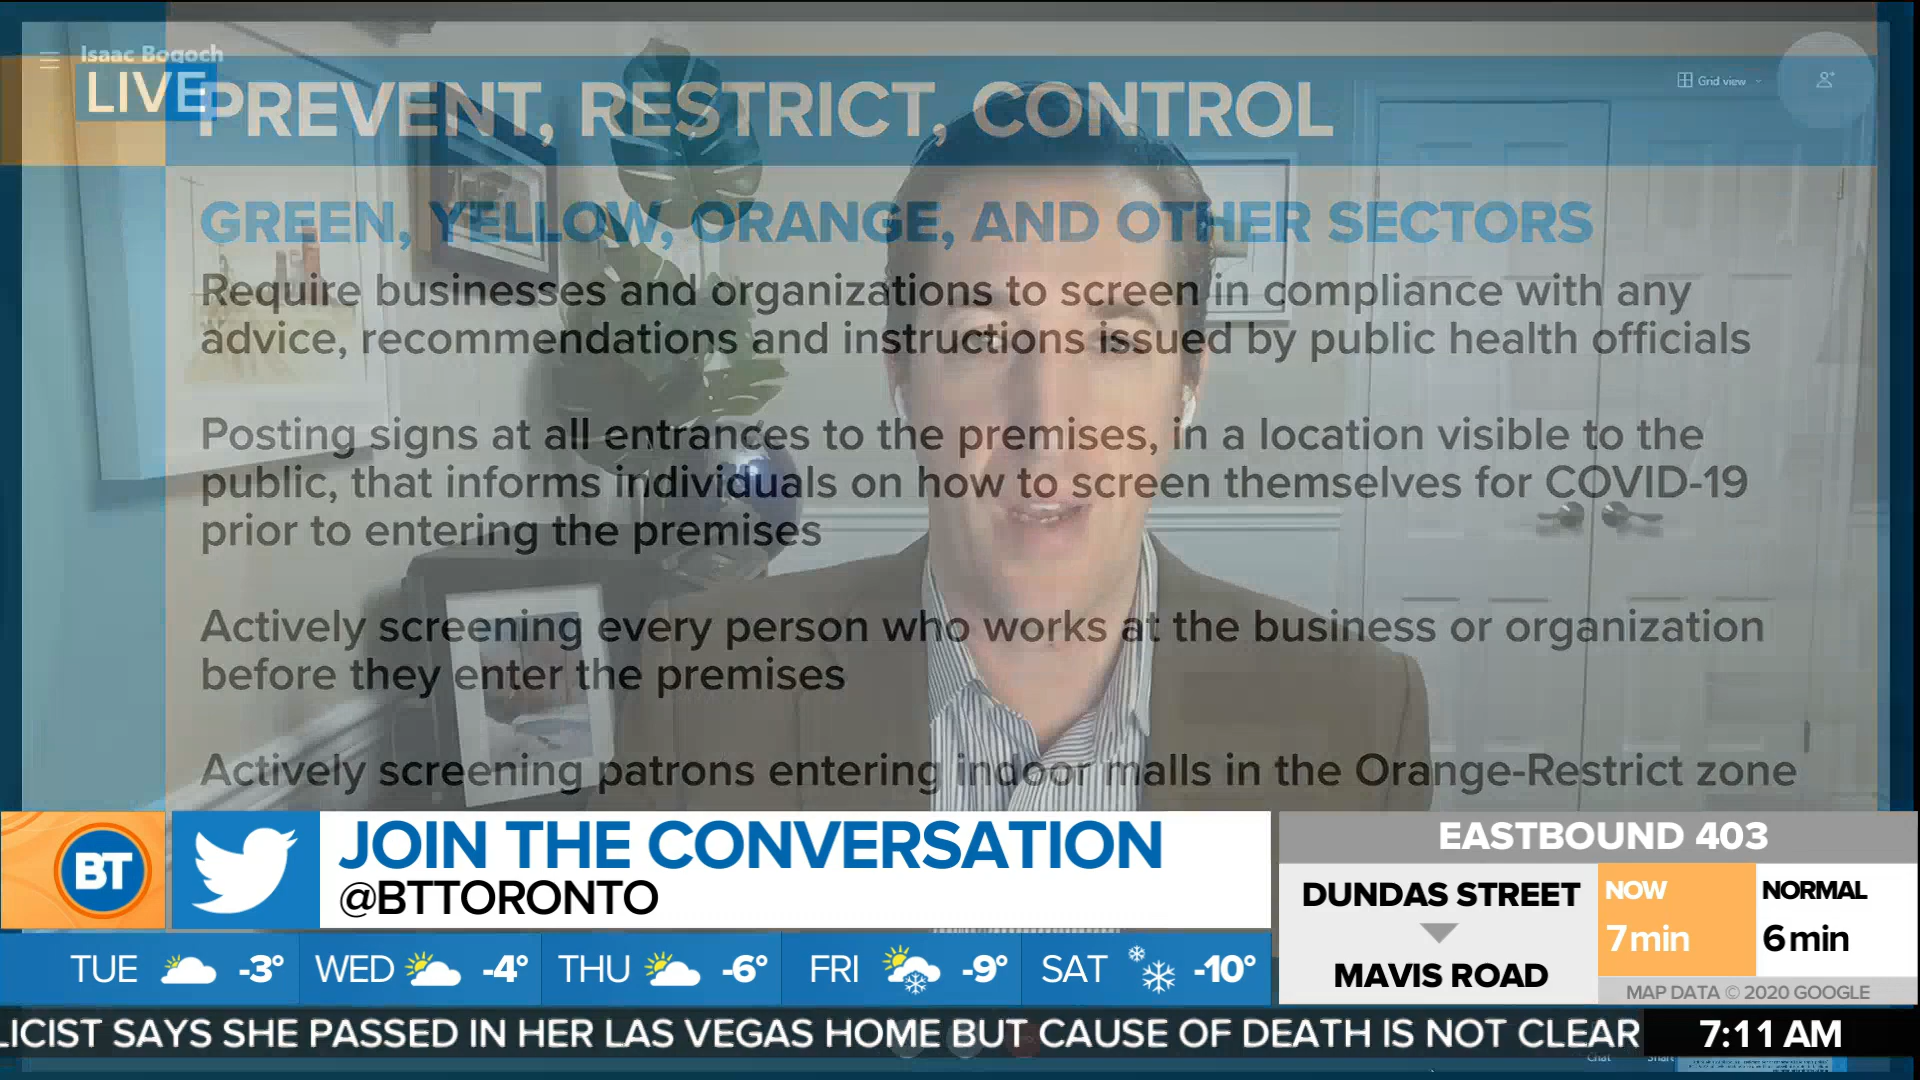 Isaac Bogoch
LIVE
Grid view
PREVENT, RESTRICT, CONTROL
GREEN, YELLOW, ORANGE, AND OTHER SECTORS
Require businesses and organizations to screen in compliance with any
advice, recommendations and instructions issued by public health officials
Posting signs at all entrances to the premises, in a location visible to the
public, that informs individuals on how to screen themselves for COVID-19
prior to entering the premises
Actively screening every person who works at the business or organization
before they enter the premises
Actively screening patrons entering indoor malls in the Orange-Restrict zone
BT
JOIN THE CONVERSATION
@BTTORONTO
EASTBOUND 403
DUNDAS STREET
MAVIS ROAD
NOW
7 min
NORMAL
6 min
MAP DATA © 2020 GOOGLE
TUE -3° WED -4° THU -6° FRI -9° SAT -10°
LICIST SAYS SHE PASSED IN HER LAS VEGAS HOME BUT CAUSE OF DEATH IS NOT CLEAR
7:11 AM
Chat